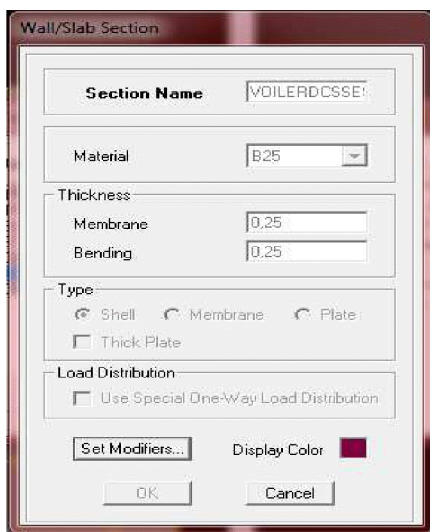 Wall/Slab Section
Section Name VOILERDCSSE
Material B25
Thickness
Membrane 0,25
Bending 0,25
Type
Shell Membrane Plate
Thick Plate
Load Distribution
Use Special One-Way Load Distribution
Set Modifiers... Display Color
OK Cancel